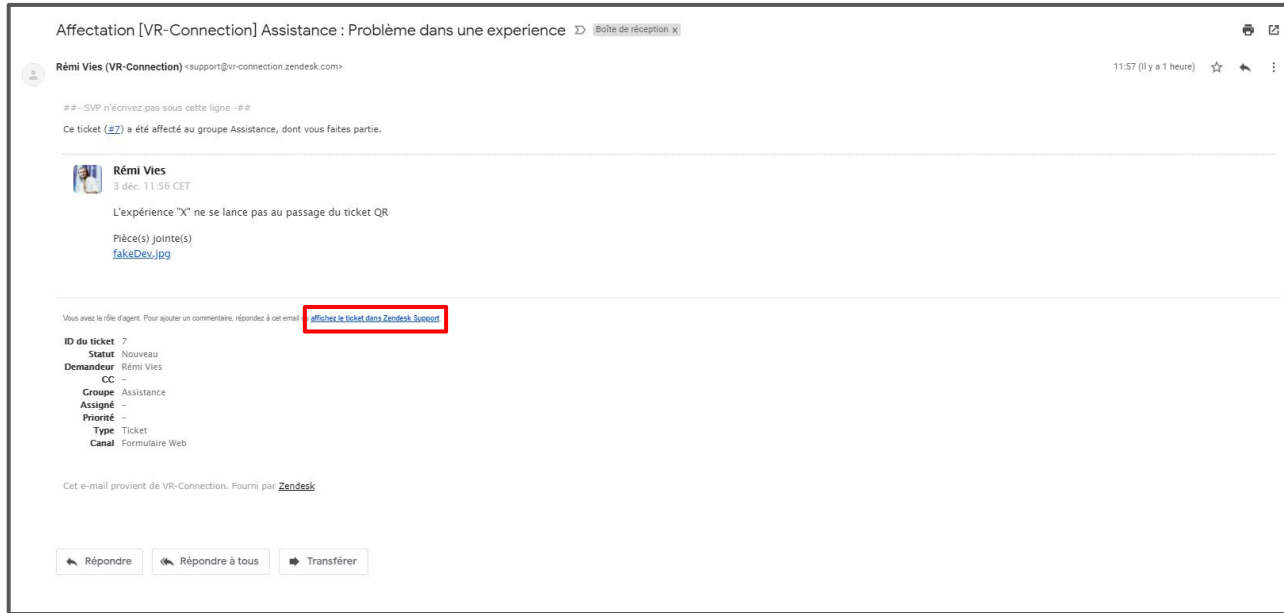 Affectation [VR-Connection] Assistance : Problème dans une experience Boîte de réception x
Rémi Vies (VR-Connection) <support@vr-connection.zendesk.com> 11:57 (Il y a 1 heure)
##- SVP n'écrivez pas sous cette ligne -##
Ce ticket (#7) a été affecté au groupe Assistance, dont vous faites partie.
Rémi Vies
3 déc. 11:56 CET
L'expérience "X" ne se lance pas au passage du ticket QR
Pièce(s) jointe(s)
fakeDev.jpg
Vous avez le rôle d'agent. Pour ajouter un commentaire, répondez à cet email affichez le ticket dans Zendesk Support
ID du ticket 7
Statut Nouveau
Demandeur Rémi Vies
CC –
Groupe Assistance
Assigné –
Priorité –
Type Ticket
Canal Formulaire Web
Cet e-mail provient de VR-Connection. Fourni par Zendesk
Répondre Répondre à tous Transférer